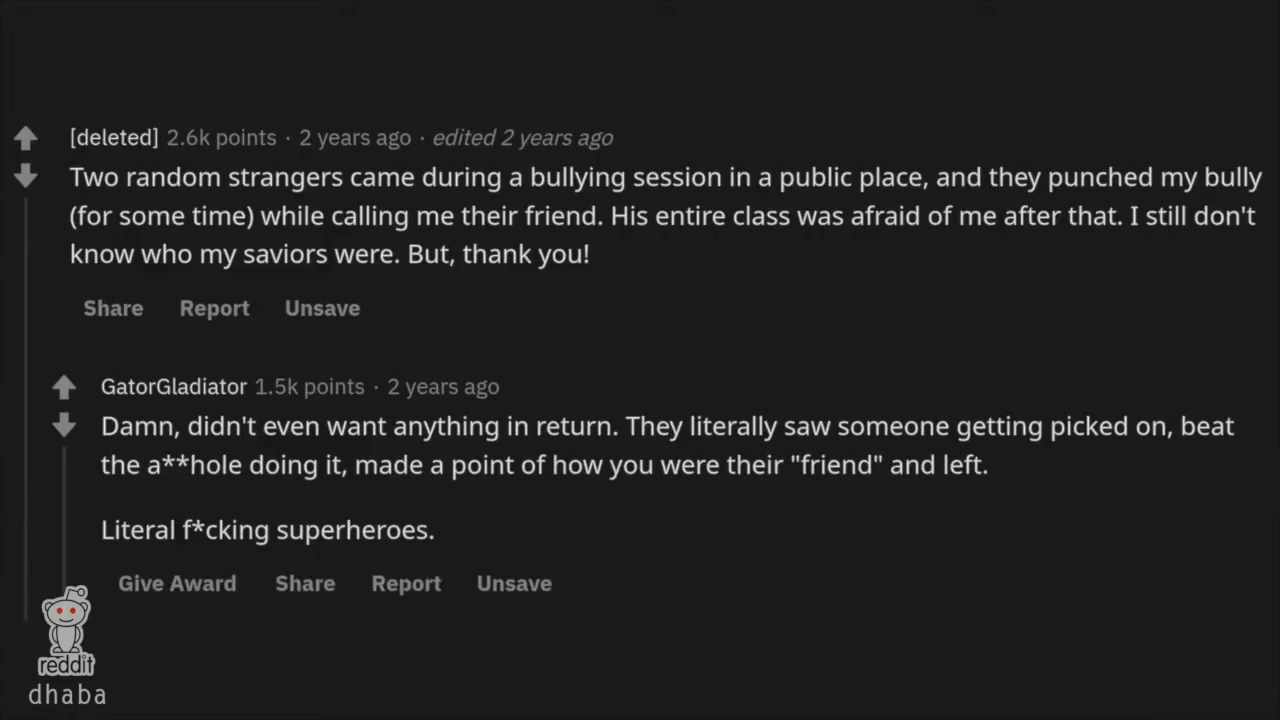 [deleted] 2.6k points · 2 years ago · edited 2 years ago
Two random strangers came during a bullying session in a public place, and they punched my bully
(for some time) while calling me their friend. His entire class was afraid of me after that. I still don't
know who my saviors were. But, thank you!
Share Report Unsave
GatorGladiator 1.5k points · 2 years ago
Damn, didn't even want anything in return. They literally saw someone getting picked on, beat
the a**hole doing it, made a point of how you were their "friend" and left.
Literal f*cking superheroes.
Give Award Share Report Unsave
reddit
dhaba